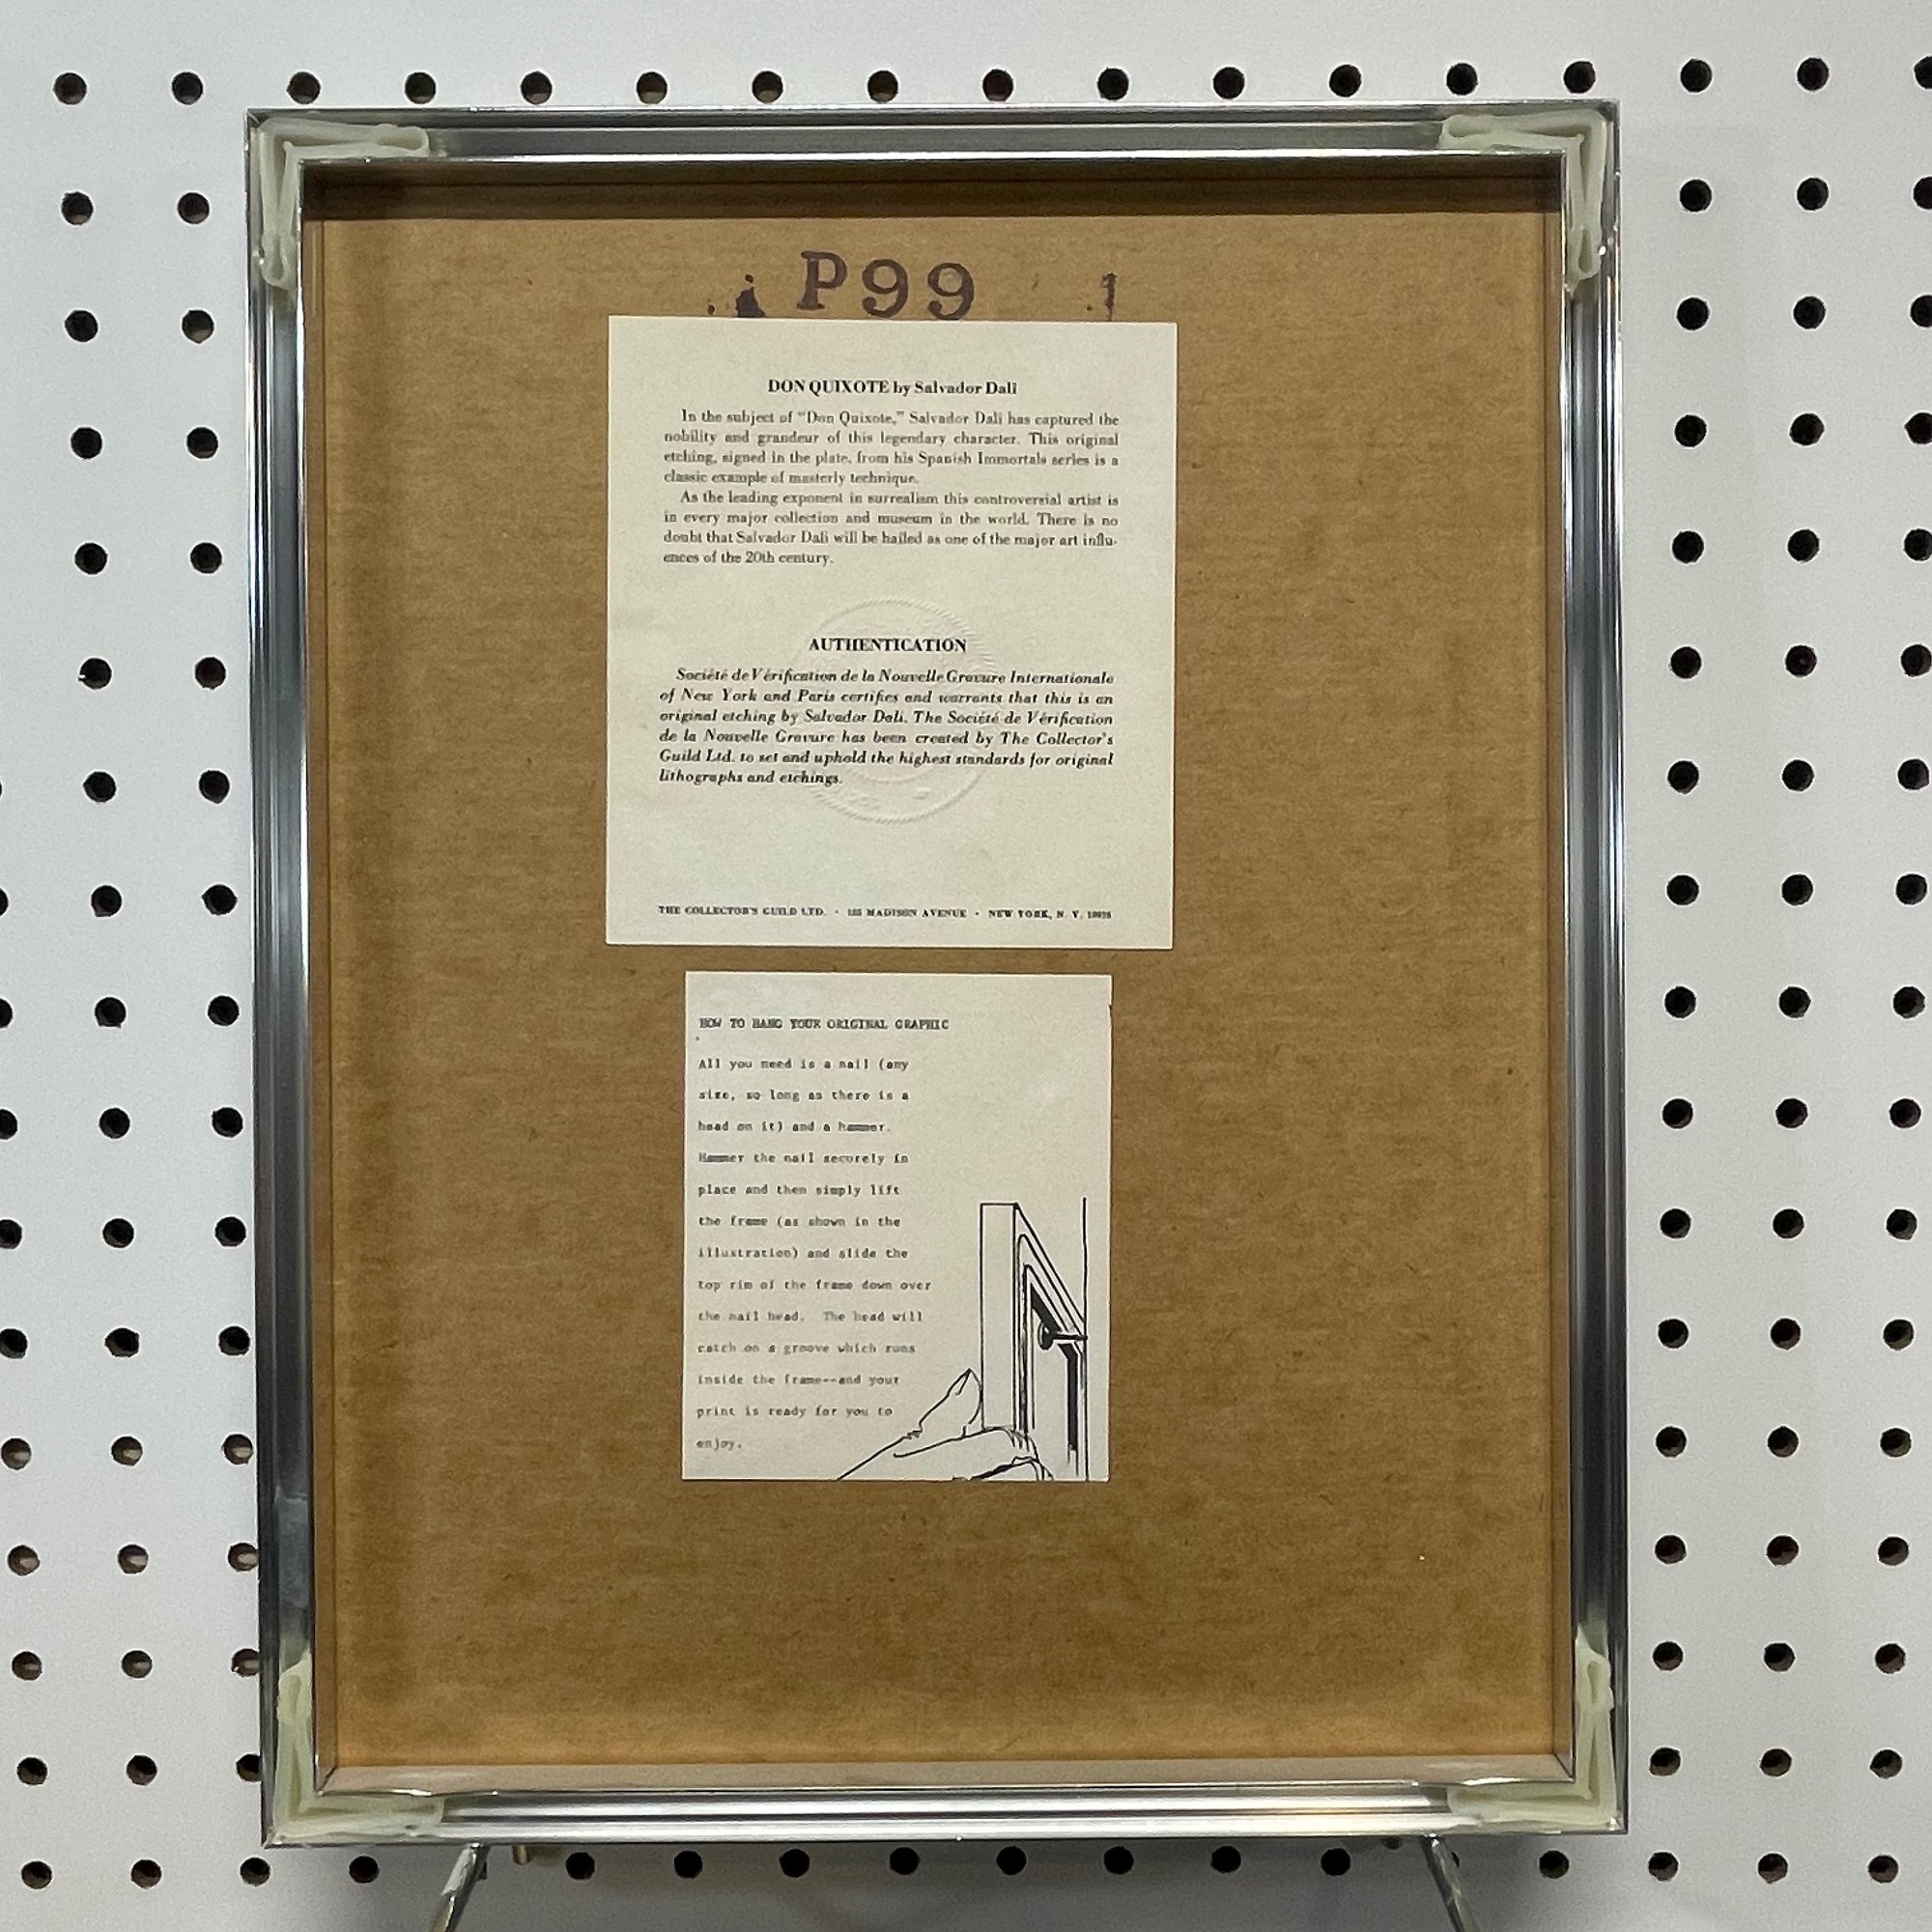 P99 1
DON QUIXOTE by Salvador Dali
In the subject of "Don Quixote," Salvador Dali has captured the
nobility and grandeur of this legendary character. This original
etching, signed in the plate, from his Spanish Immortals series is a
classic example of masterly technique.
As the leading exponent in surrealism this controversial artist is
in every major collection and museum in the world. There is no
doubt that Salvador Dali will be hailed as one of the major art influ-
ences of the 20th century.
AUTHENTICATION
Société de Vérification de la Nouvelle Gravure Internationale
of New York and Paris certifies and warrants that this is an
original etching by Salvador Dali. The Société de Vérification
de la Nouvelle Gravure has been created by The Collector's
Guild Ltd. to set and uphold the highest standards for original
lithographs and etchings.
THE COLLECTOR'S GUILD LTD. · MADISON AVENUE · NEW YORK, N. Y.
HOW TO HANG YOUR ORIGINAL GRAPHIC
All you need is a nail (any
size, so long as there is a
head on it) and a hammer.
Hammer the nail securely in
place and then simply lift
the frame (as shown in the
illustration) and slide the
top rim of the frame down over
the nail head. The head will
catch on a groove which runs
inside the frame--and your
print is ready for you to
enjoy.